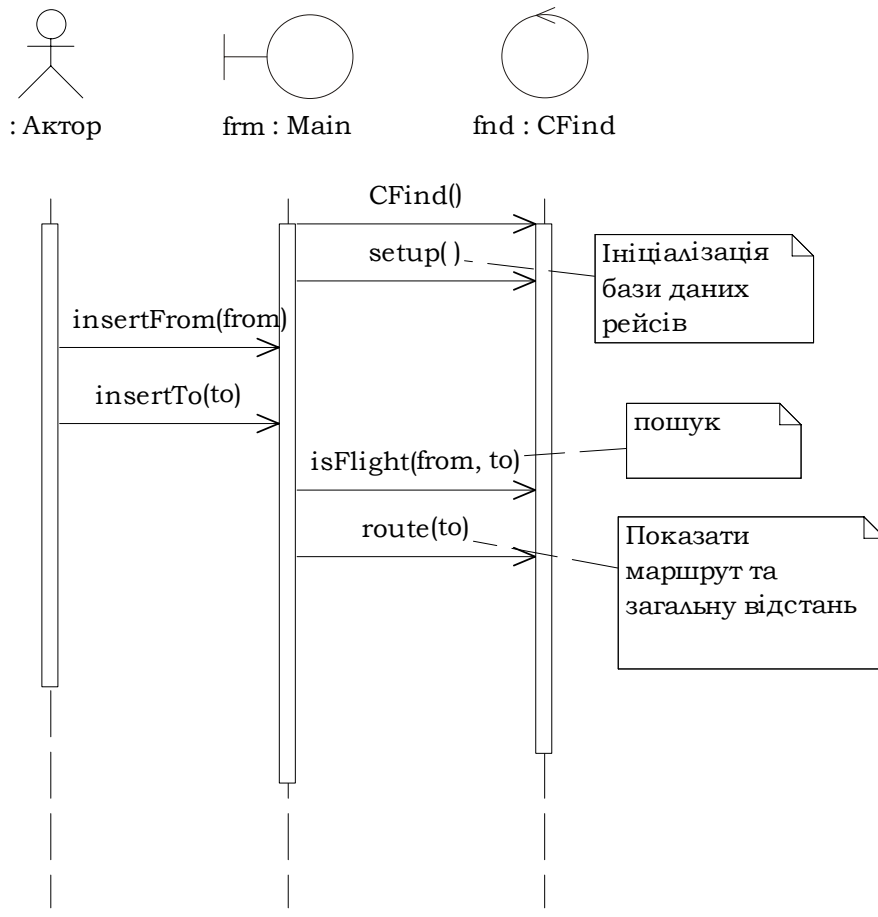 : Актор
frm : Main
fnd : CFind
CFind()
setup( )
Ініціалізація
бази даних
рейсів
insertFrom(from)
insertTo(to)
пошук
isFlight(from, to)
route(to)
Показати
маршрут та
загальну відстань